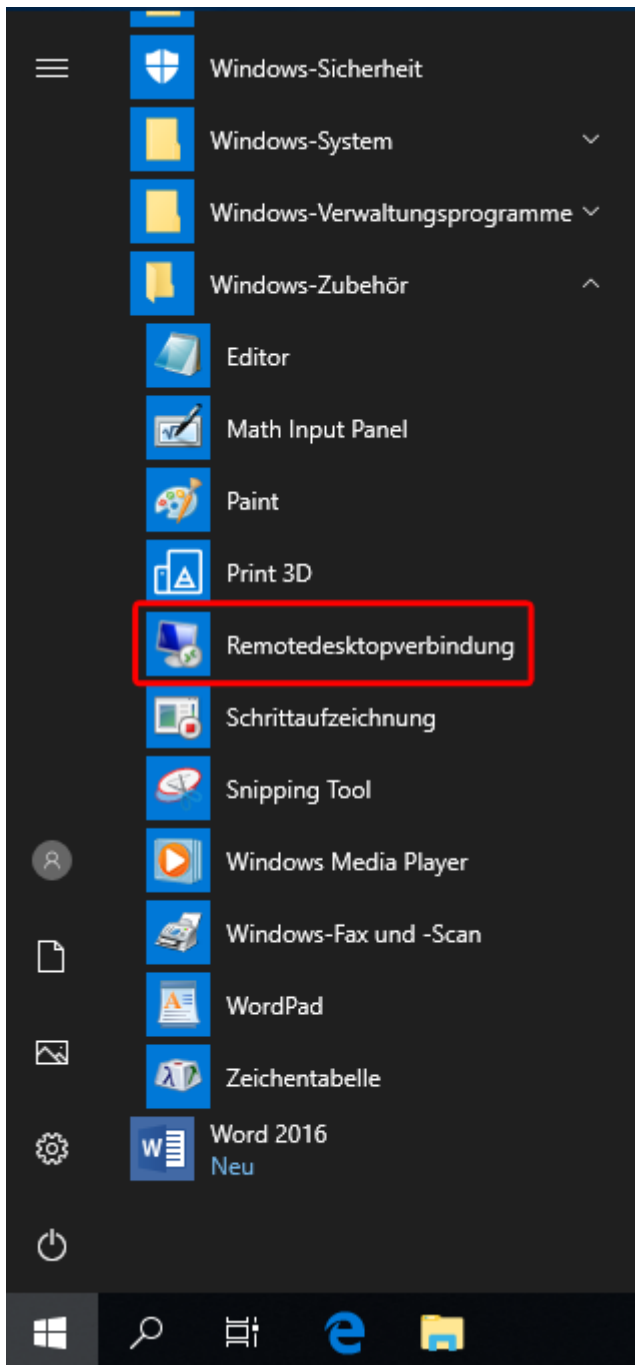 Windows-Sicherheit
Windows-System
Windows-Verwaltungsprogramme
Windows-Zubehör
Editor
Math Input Panel
Paint
Print 3D
Remotedesktopverbindung
Schrittaufzeichnung
Snipping Tool
Windows Media Player
Windows-Fax und -Scan
WordPad
Zeichentabelle
Word 2016
Neu